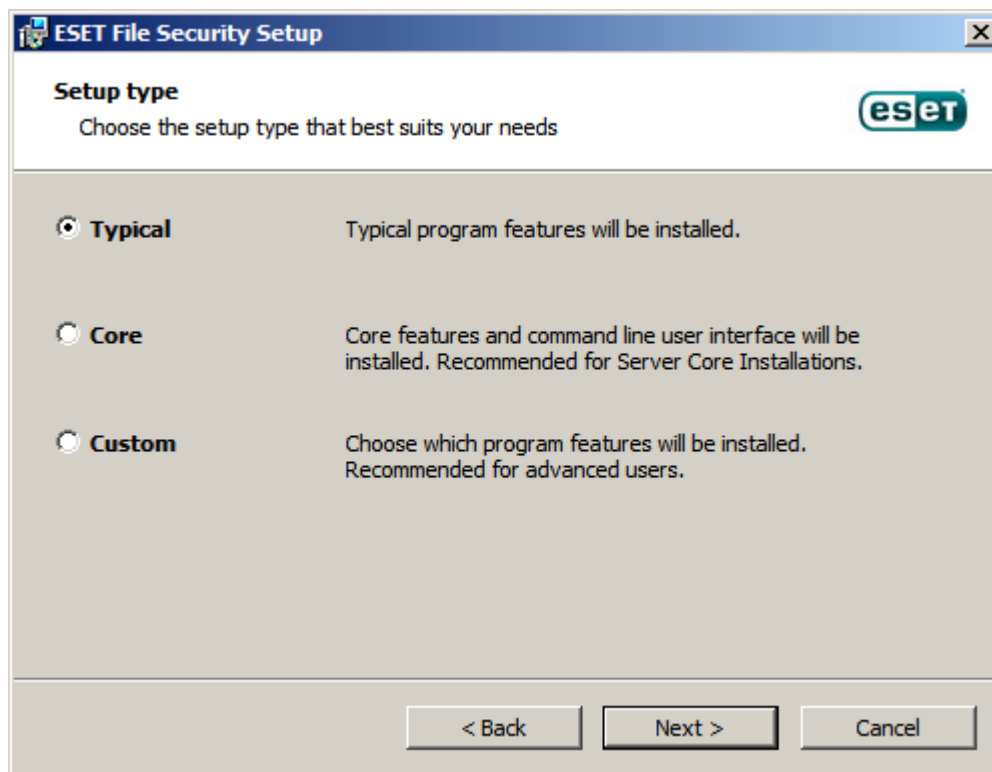 ESET File Security Setup
Setup type
Choose the setup type that best suits your needs
eseT
Typical
Typical program features will be installed.
Core
Core features and command line user interface will be
installed. Recommended for Server Core Installations.
Custom
Choose which program features will be installed.
Recommended for advanced users.
< Back
Next >
Cancel